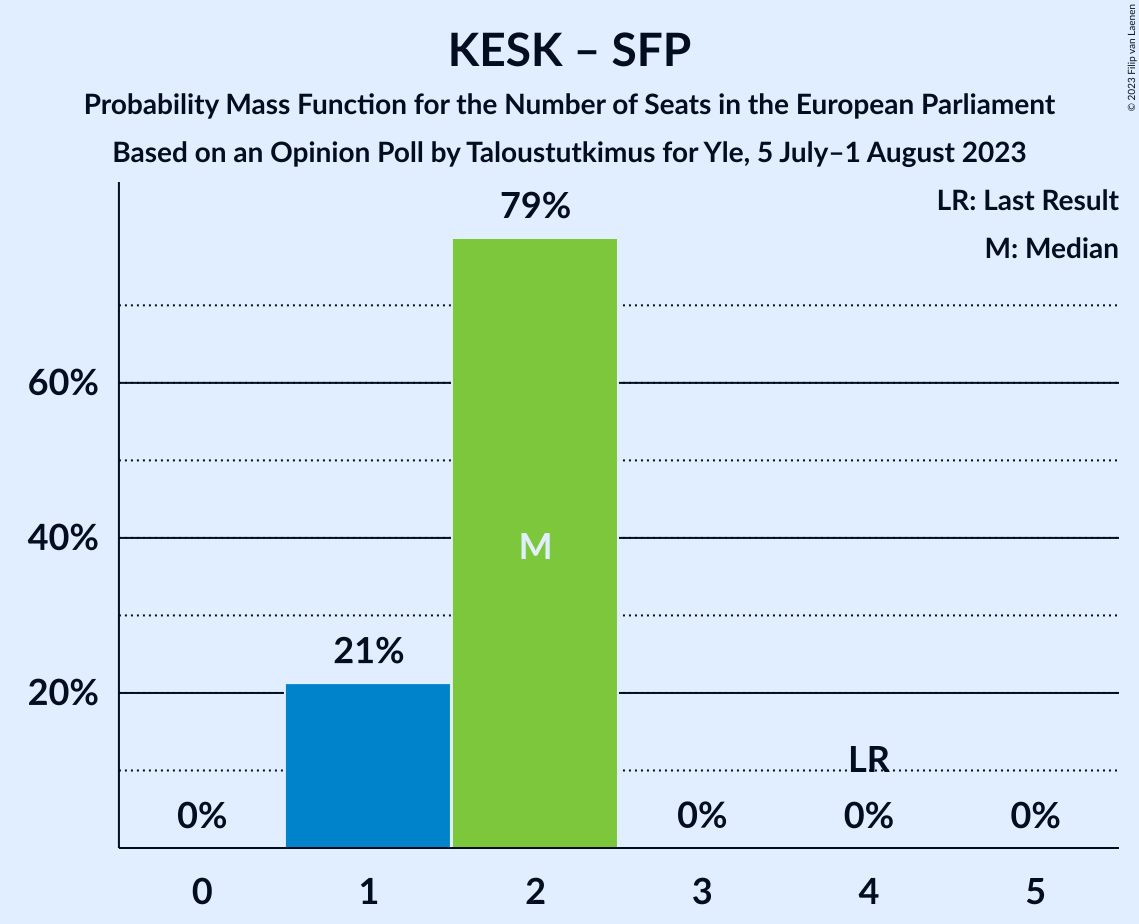 KESK – SFP
Probability Mass Function for the Number of Seats in the European Parliament
Based on an Opinion Poll by Taloustutkimus for Yle, 5 July–1 August 2023
© 2023 Filip van Laenen
LR: Last Result
M: Median
79%
60%
M
40%
21%
20%
LR
0%
0%
0%
0%
0
1
2
3
4
5